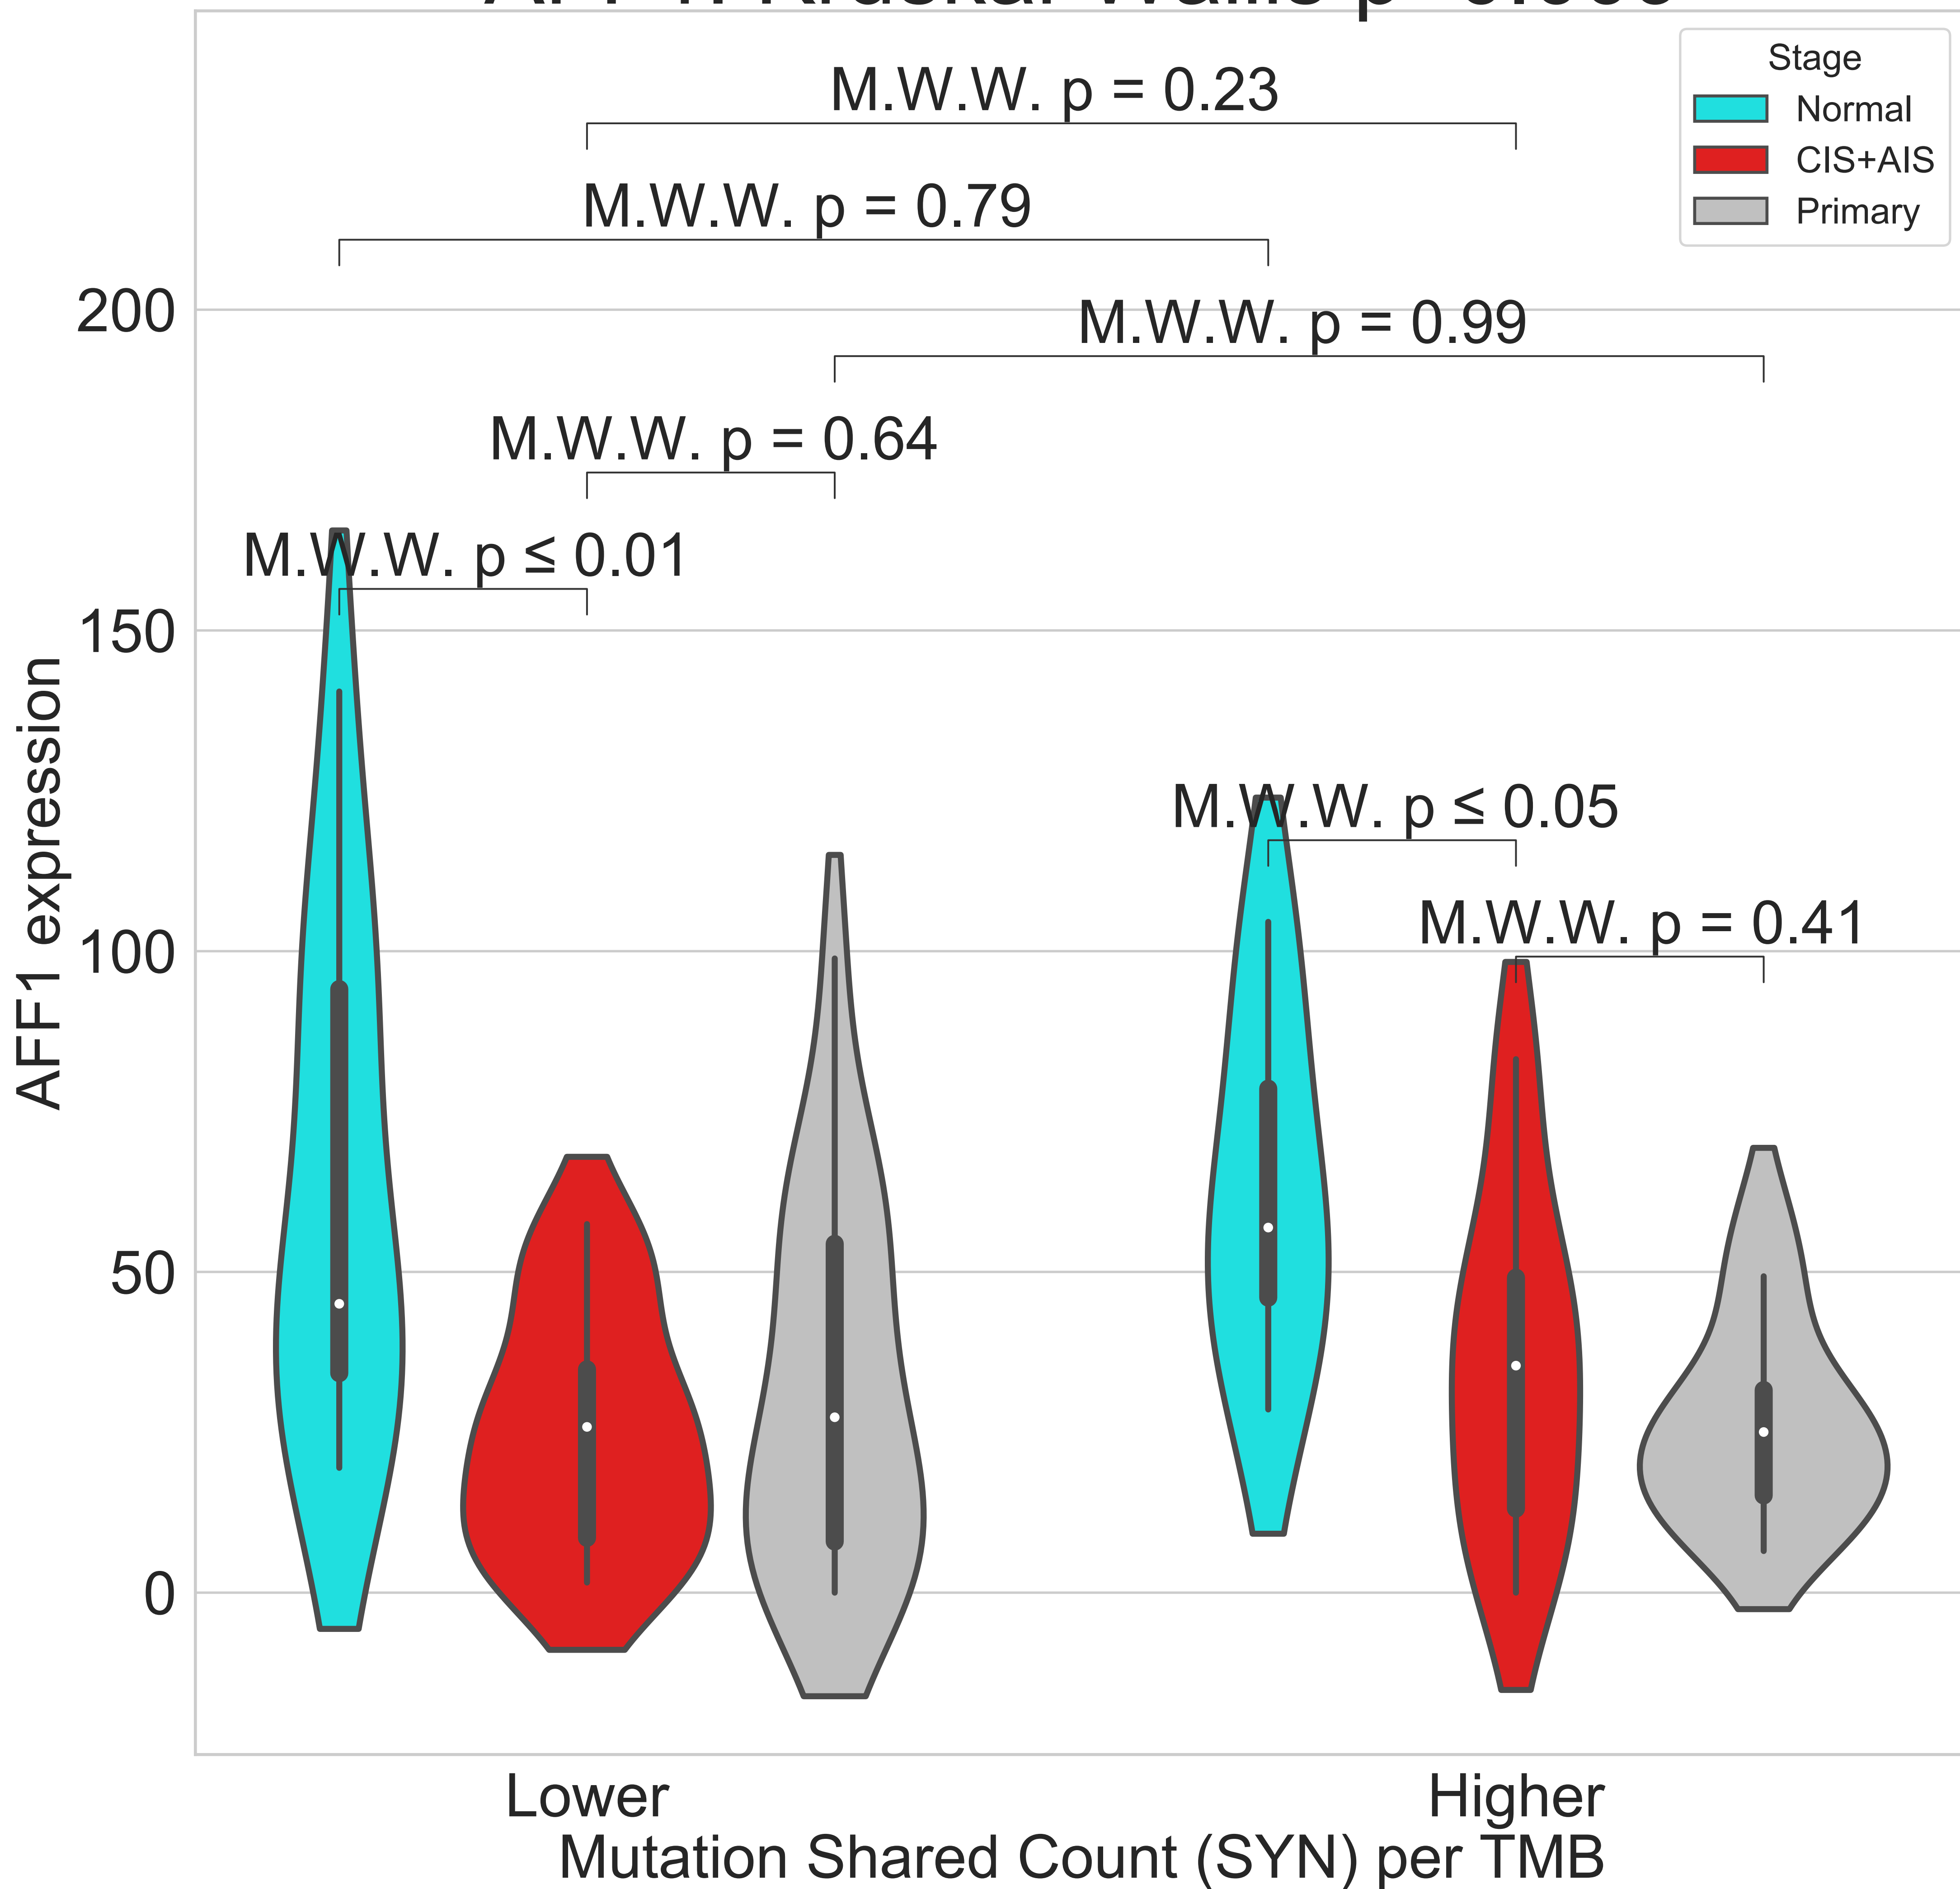 M.W.W. p = 0.23
Stage
Normal
CIS+AIS
Primary
M.W.W. p = 0.79
M.W.W. p = 0.99
M.W.W. p = 0.64
M.W.W. p ≤ 0.01
M.W.W. p ≤ 0.05
M.W.W. p = 0.41
200
150
100
50
0
AFF1 expression
Lower
Higher
Mutation Shared Count (SYN) per TMB